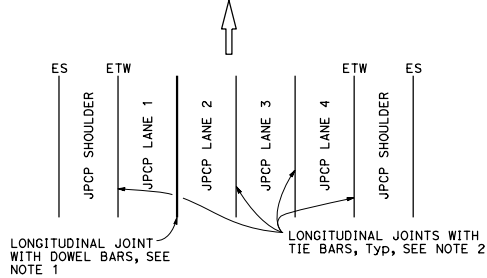 ES
ETW
ETW
ES
JPCP SHOULDER
JPCP LANE 1
JPCP LANE 2
JPCP LANE 3
JPCP LANE 4
JPCP SHOULDER
LONGITUDINAL JOINT
WITH DOWEL BARS, SEE
NOTE 1
LONGITUDINAL JOINTS WITH
TIE BARS, Typ, SEE NOTE 2